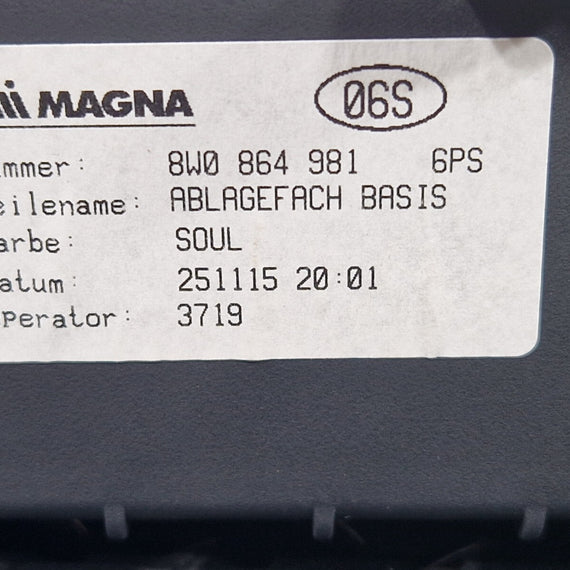 MAGNA 06S
mmer: 8W0 864 981 6PS
eilename: ABLAGEFACH BASIS
arbe: SOUL
atum: 251115 20:01
perator: 3719